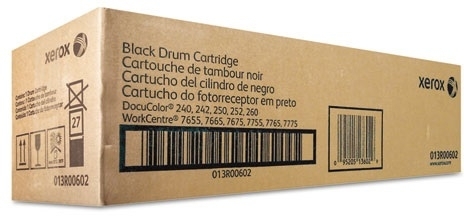 xerox
Black Drum Cartridge
Cartouche de tambour noir
Cartucho del cilindro de negro
Cartucho do fotorreceptor em preto
DocuColor® 240, 242, 250, 252, 260
WorkCentre® 7655, 7665, 7675, 7755, 7765, 7775
013R00602
xerox
27
013R00602